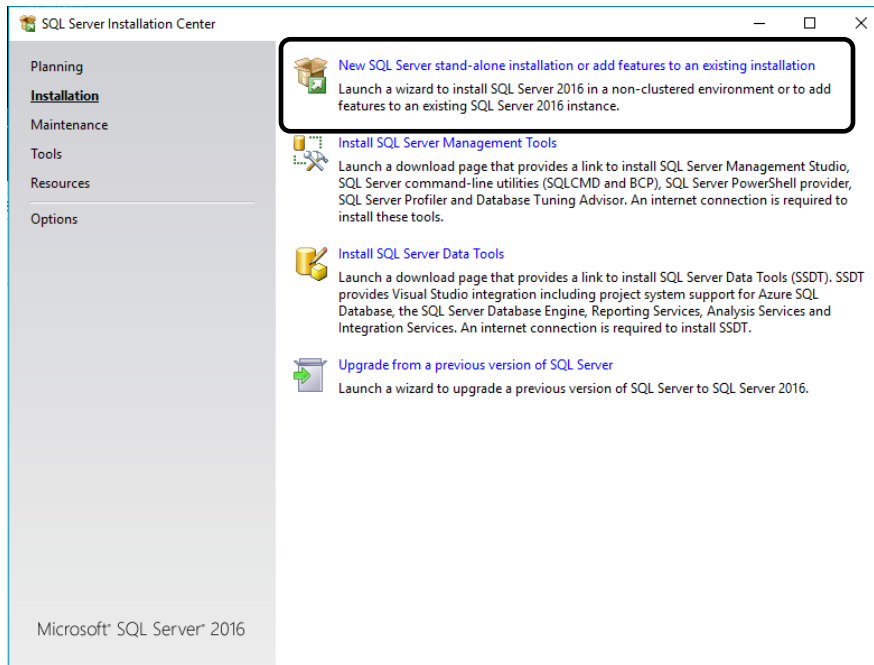 SQL Server Installation Center
Planning
Installation
Maintenance
Tools
Resources
Options
New SQL Server stand-alone installation or add features to an existing installation
Launch a wizard to install SQL Server 2016 in a non-clustered environment or to add
features to an existing SQL Server 2016 instance.
Install SQL Server Management Tools
Launch a download page that provides a link to install SQL Server Management Studio,
SQL Server command-line utilities (SQLCMD and BCP), SQL Server PowerShell provider,
SQL Server Profiler and Database Tuning Advisor. An internet connection is required to
install these tools.
Install SQL Server Data Tools
Launch a download page that provides a link to install SQL Server Data Tools (SSDT). SSDT
provides Visual Studio integration including project system support for Azure SQL
Database, the SQL Server Database Engine, Reporting Services, Analysis Services and
Integration Services. An internet connection is required to install SSDT.
Upgrade from a previous version of SQL Server
Launch a wizard to upgrade a previous version of SQL Server to SQL Server 2016.
Microsoft® SQL Server® 2016